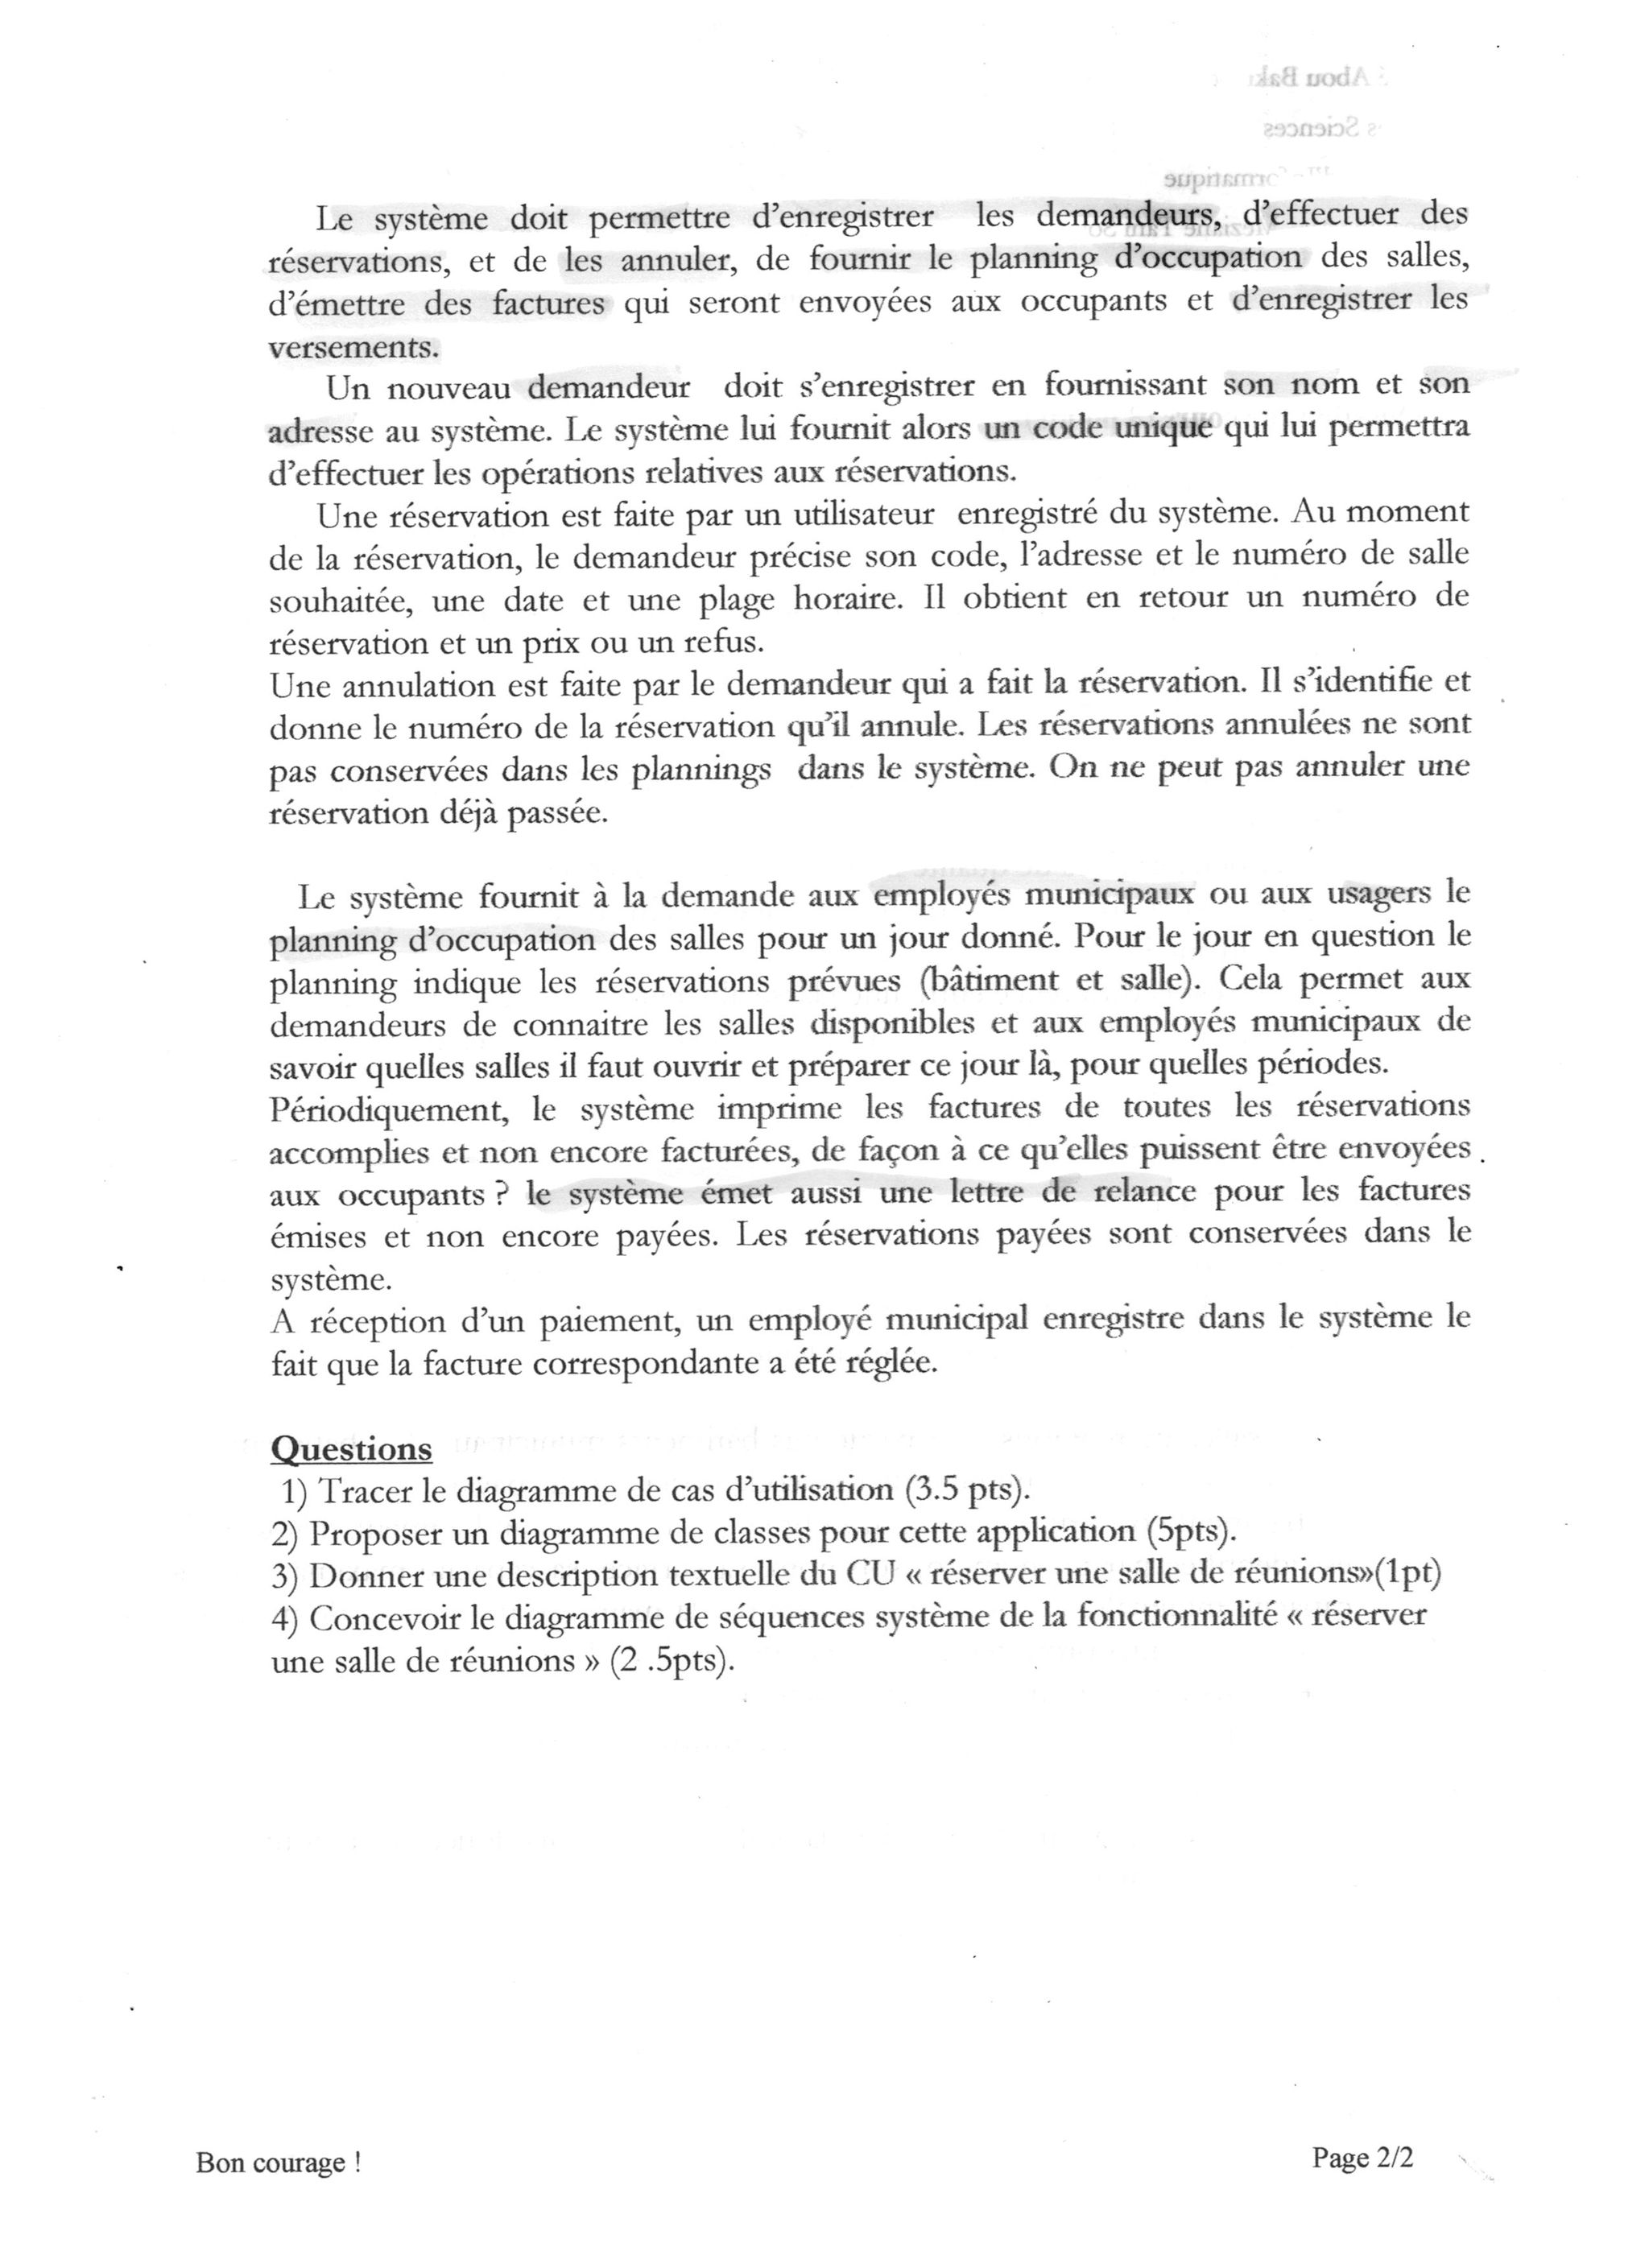 Le système doit permettre d'enregistrer les demandeurs, d'effectuer des
réservations, et de les annuler, de fournir le planning d'occupation des salles,
d'émettre des factures qui seront envoyées aux occupants et d'enregistrer les
versements.
Un nouveau demandeur doit s'enregistrer en fournissant son nom et son
adresse au système. Le système lui fournit alors un code unique qui lui permettra
d'effectuer les opérations relatives aux réservations.
Une réservation est faite par un utilisateur enregistré du système. Au moment
de la réservation, le demandeur précise son code, l'adresse et le numéro de salle
souhaitée, une date et une plage horaire. Il obtient en retour un numéro de
réservation et un prix ou un refus.
Une annulation est faite par le demandeur qui a fait la réservation. Il s'identifie et
donne le numéro de la réservation qu'il annule. Les réservations annulées ne sont
pas conservées dans les plannings dans le système. On ne peut pas annuler une
réservation déjà passée.
Le système fournit à la demande aux employés municipaux ou aux usagers le
planning d'occupation des salles pour un jour donné. Pour le jour en question le
planning indique les réservations prévues (bâtiment et salle). Cela permet aux
demandeurs de connaitre les salles disponibles et aux employés municipaux de
savoir quelles salles il faut ouvrir et préparer ce jour là, pour quelles périodes.
Périodiquement, le système imprime les factures de toutes les réservations
accomplies et non encore facturées, de façon à ce qu'elles puissent être envoyées
aux occupants ? le système émet aussi une lettre de relance pour les factures
émises et non encore payées. Les réservations payées sont conservées dans le
système.
A réception d'un paiement, un employé municipal enregistre dans le système le
fait que la facture correspondante a été réglée.
Questions
1) Tracer le diagramme de cas d'utilisation (3.5 pts).
2) Proposer un diagramme de classes pour cette application (5pts).
3) Donner une description textuelle du CU « réserver une salle de réunions»(1pt)
4) Concevoir le diagramme de séquences système de la fonctionnalité « réserver
une salle de réunions » (2 .5pts).
Bon courage !
Page 2/2